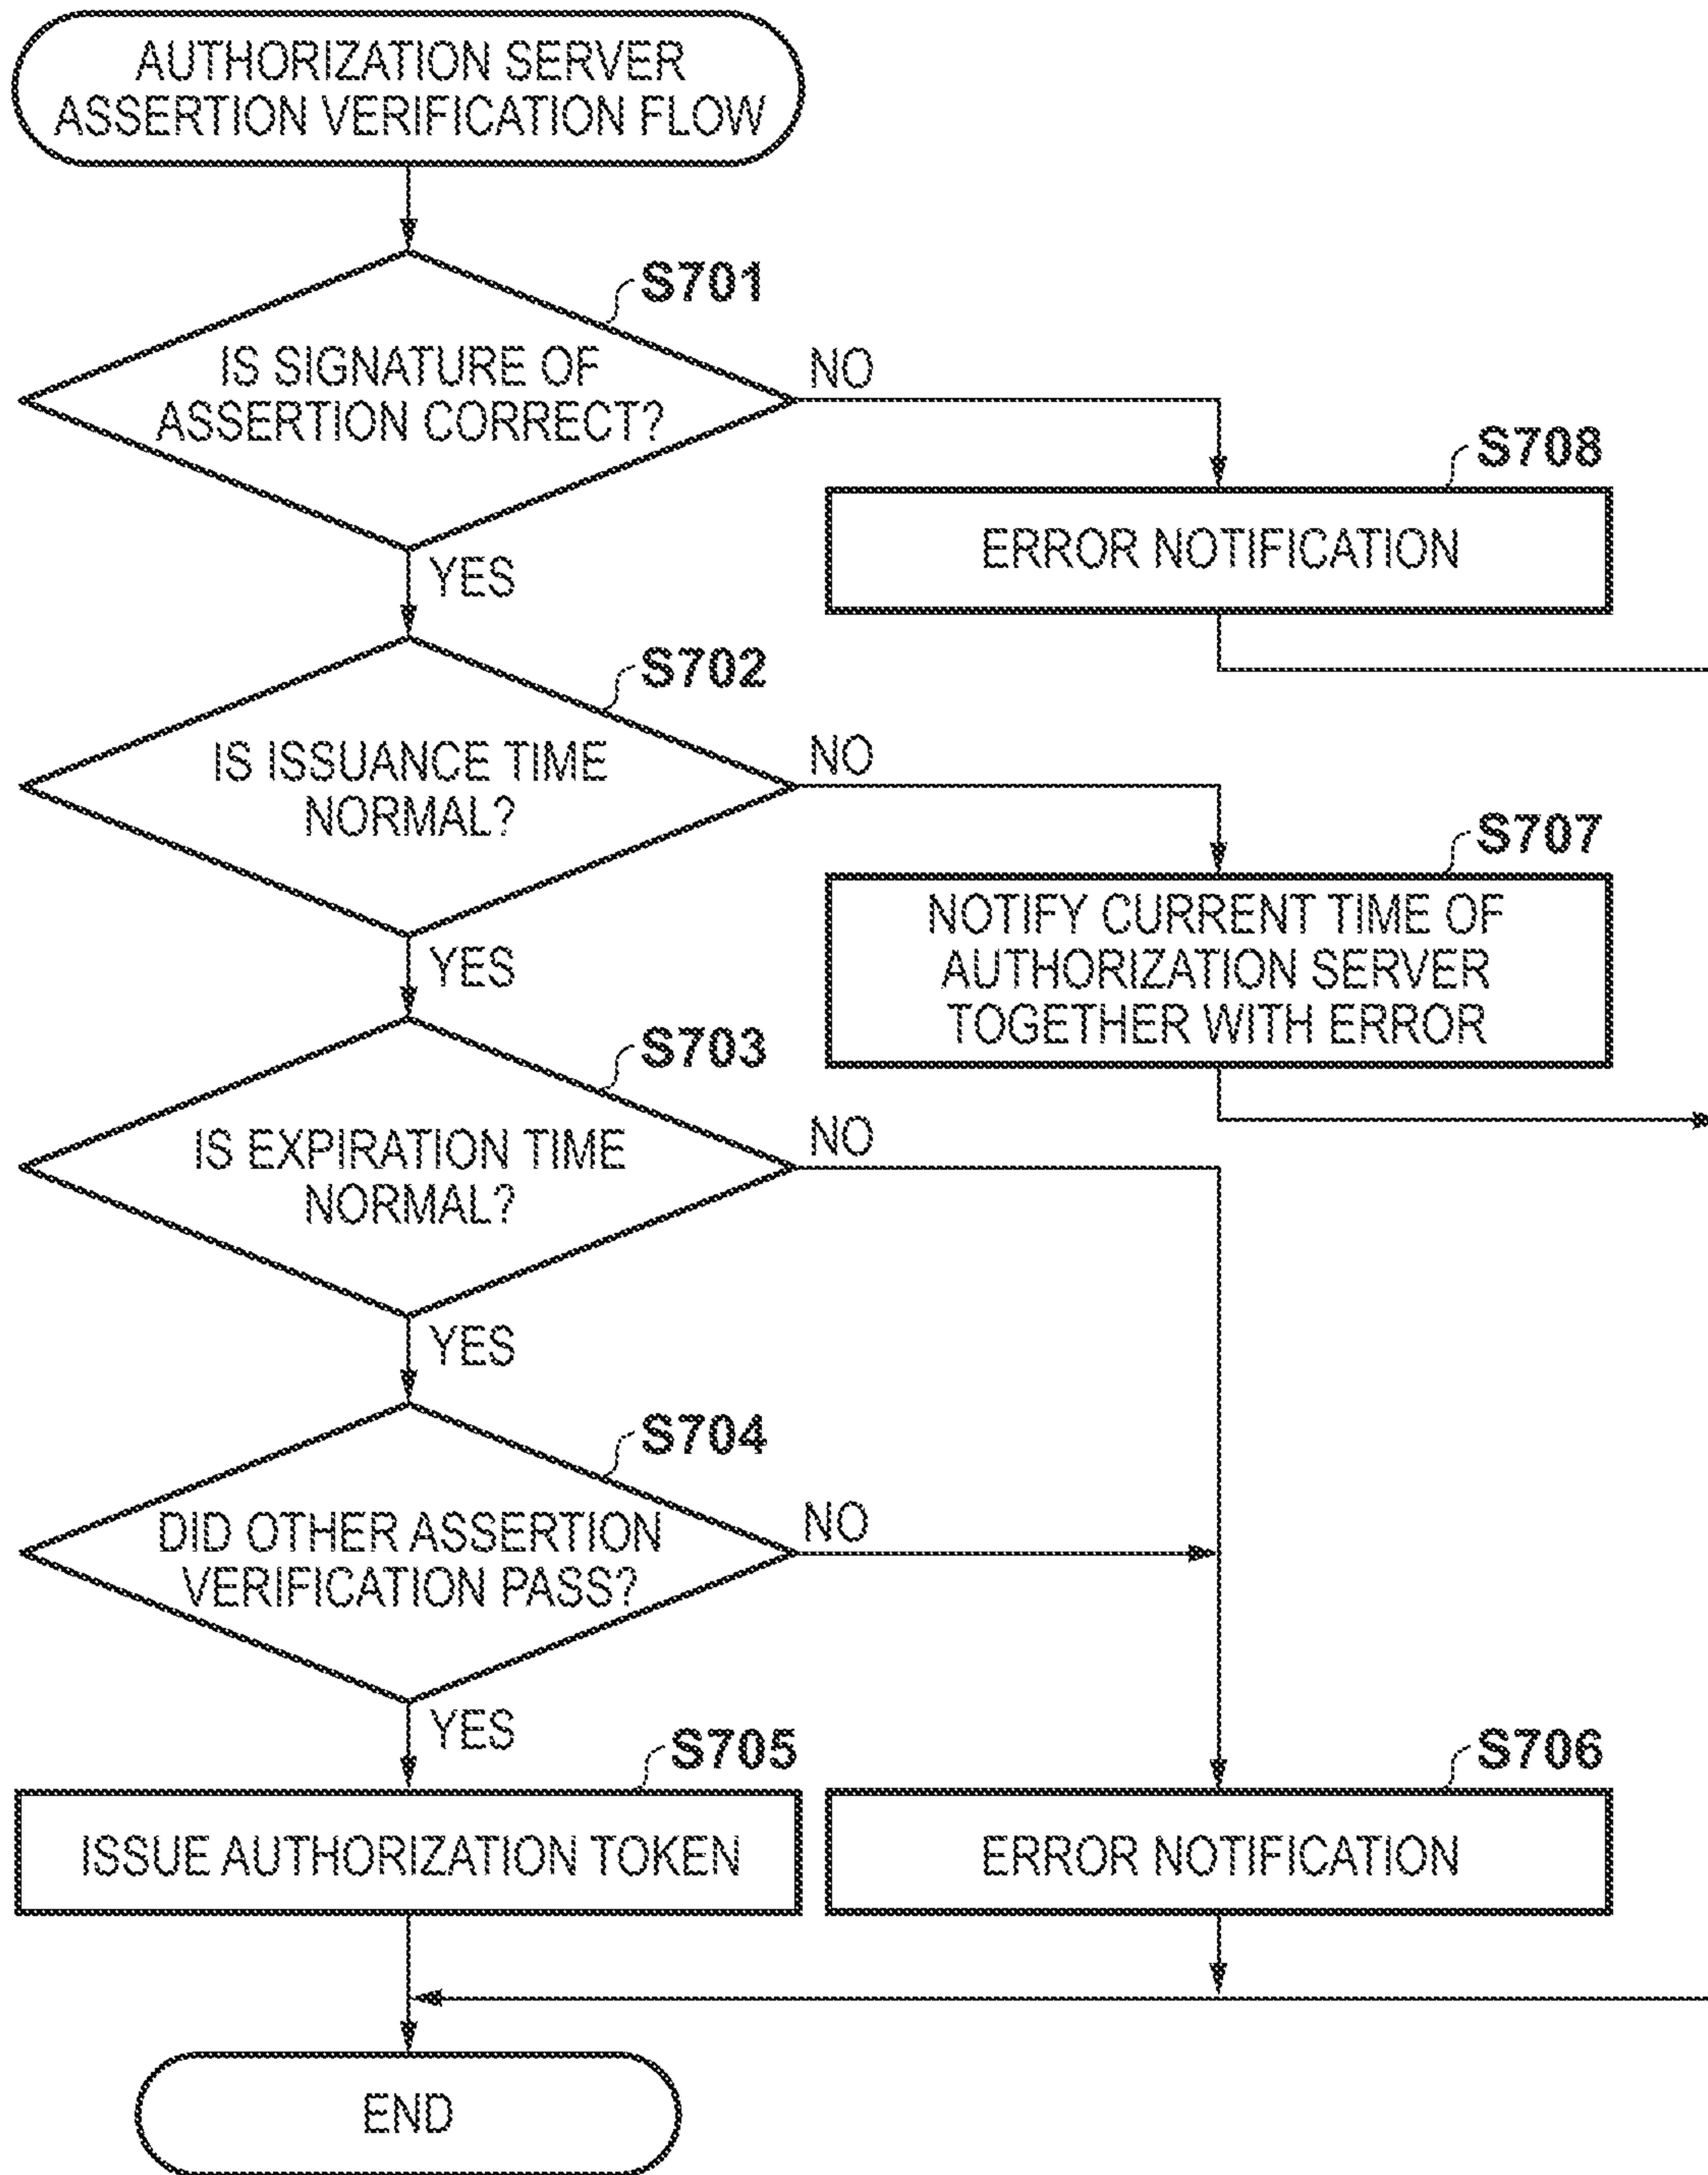 AUTHORIZATION SERVER
ASSERTION VERIFICATION FLOW
S701
IS SIGNATURE OF
ASSERTION CORRECT?
NO
S708
ERROR NOTIFICATION
YES
S702
IS ISSUANCE TIME
NORMAL?
NO
S707
NOTIFY CURRENT TIME OF
AUTHORIZATION SERVER
TOGETHER WITH ERROR
YES
S703
IS EXPIRATION TIME
NORMAL?
NO
YES
S704
DID OTHER ASSERTION
VERIFICATION PASS?
NO
YES
S705
ISSUE AUTHORIZATION TOKEN
S706
ERROR NOTIFICATION
END